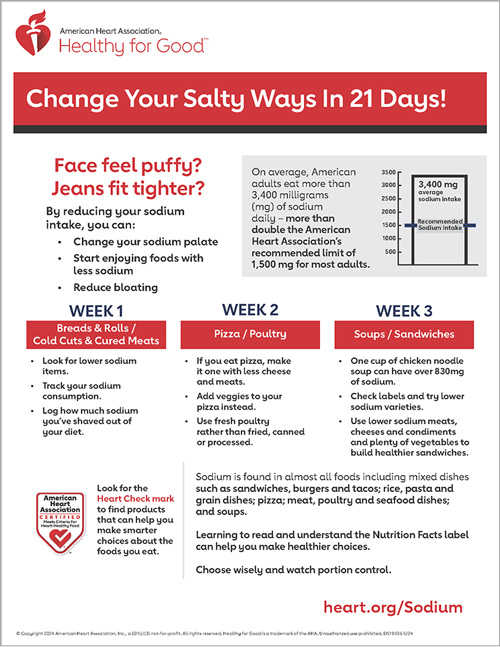 American Heart Association.
Healthy for Good™
Change Your Salty Ways In 21 Days!
Face feel puffy?
Jeans fit tighter?
By reducing your sodium
intake, you can:
• Change your sodium palate
• Start enjoying foods with
less sodium
• Reduce bloating
On average, American
adults eat more than
3,400 milligrams
(mg) of sodium
daily – more than
double the American
Heart Association's
recommended limit of
1,500 mg for most adults.
3500
3000
2500
2000
1500
1000
500
3,400 mg
average
sodium intake
Recommended
Sodium Intake
WEEK 1
Breads & Rolls /
Cold Cuts & Cured Meats
• Look for lower sodium
items.
• Track your sodium
consumption.
• Log how much sodium
you've shaved out of
your diet.
WEEK 2
Pizza / Poultry
• If you eat pizza, make
it one with less cheese
and meats.
• Add veggies to your
pizza instead.
• Use fresh poultry
rather than fried, canned
or processed.
WEEK 3
Soups / Sandwiches
• One cup of chicken noodle
soup can have over 830mg
of sodium.
• Check labels and try lower
sodium varieties.
• Use lower sodium meats,
cheeses and condiments
and plenty of vegetables to
build healthier sandwiches.
American
Heart
Association
CERTIFIED
Meets Criteria For
Heart-Healthy Food
Look for the
Heart Check mark
to find products
that can help you
make smarter
choices about the
foods you eat.
Sodium is found in almost all foods including mixed dishes
such as sandwiches, burgers and tacos; rice, pasta and
grain dishes; pizza; meat, poultry and seafood dishes;
and soups.
Learning to read and understand the Nutrition Facts label
can help you make healthier choices.
Choose wisely and watch portion control.
heart.org/Sodium
© Copyright 2024 American Heart Association, Inc., a 501(c)(3) not-for-profit. All rights reserved. Healthy for Good is a trademark of the AHA. Unauthorized use prohibited.